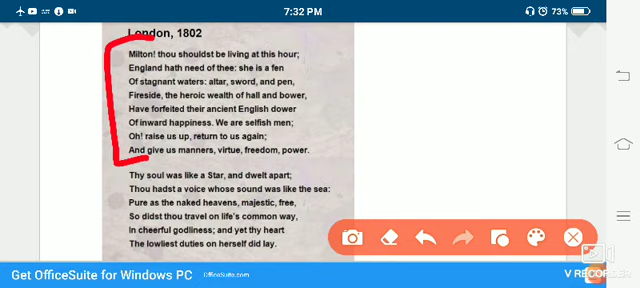 7:32 PM
73%
London, 1802
Milton! thou shouldst be living at this hour;
England hath need of thee: she is a fen
Of stagnant waters: altar, sword, and pen,
Fireside, the heroic wealth of hall and bower,
Have forfeited their ancient English dower
Of inward happiness. We are selfish men;
Oh! raise us up, return to us again;
And give us manners, virtue, freedom, power.
Thy soul was like a Star, and dwelt apart;
Thou hadst a voice whose sound was like the sea:
Pure as the naked heavens, majestic, free,
So didst thou travel on life's common way,
In cheerful godliness; and yet thy heart
The lowliest duties on herself did lay.
Get OfficeSuite for Windows PC
OfficeSuite.com
V RECORDER